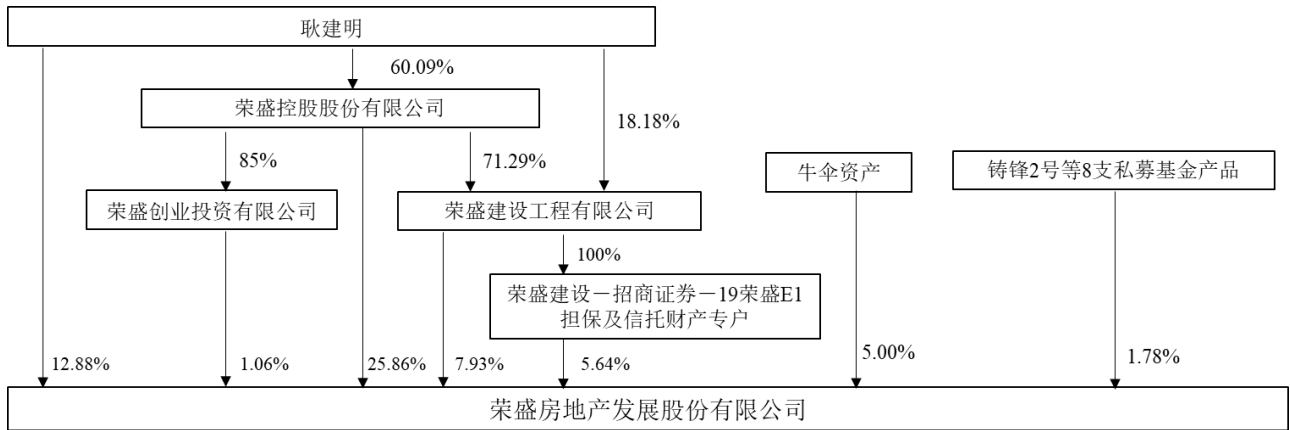 耿建明
60.09%
荣盛控股股份有限公司
18.18%
85%
71.29%
牛伞资产
铸锋2号等8支私募基金产品
荣盛创业投资有限公司
荣盛建设工程有限公司
100%
荣盛建设－招商证券－19荣盛E1
担保及信托财产专户
12.88%
1.06%
25.86%
7.93%
5.64%
5.00%
1.78%
荣盛房地产发展股份有限公司